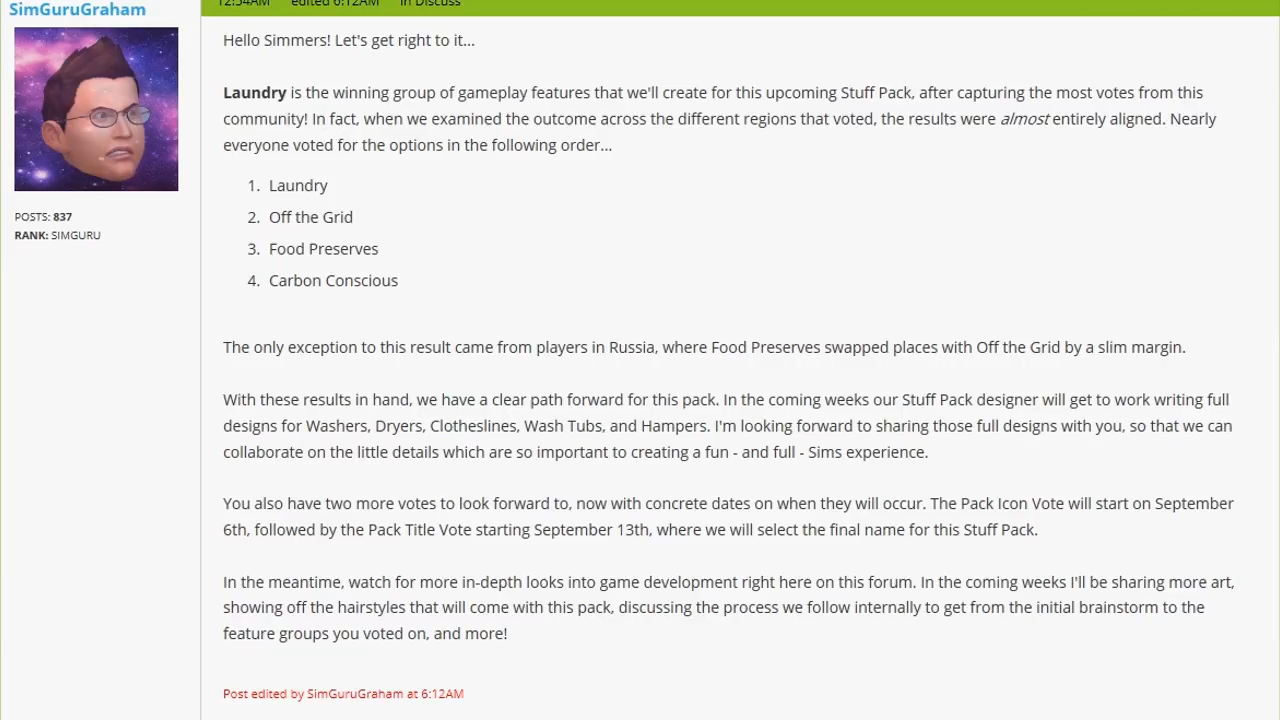 SimGuruGraham
12:54AM edited 6:12AM in Discuss
POSTS: 837
RANK: SIMGURU
Hello Simmers! Let's get right to it...
Laundry is the winning group of gameplay features that we'll create for this upcoming Stuff Pack, after capturing the most votes from this
community! In fact, when we examined the outcome across the different regions that voted, the results were almost entirely aligned. Nearly
everyone voted for the options in the following order...
1. Laundry
2. Off the Grid
3. Food Preserves
4. Carbon Conscious
The only exception to this result came from players in Russia, where Food Preserves swapped places with Off the Grid by a slim margin.
With these results in hand, we have a clear path forward for this pack. In the coming weeks our Stuff Pack designer will get to work writing full
designs for Washers, Dryers, Clotheslines, Wash Tubs, and Hampers. I'm looking forward to sharing those full designs with you, so that we can
collaborate on the little details which are so important to creating a fun - and full - Sims experience.
You also have two more votes to look forward to, now with concrete dates on when they will occur. The Pack Icon Vote will start on September
6th, followed by the Pack Title Vote starting September 13th, where we will select the final name for this Stuff Pack.
In the meantime, watch for more in-depth looks into game development right here on this forum. In the coming weeks I'll be sharing more art,
showing off the hairstyles that will come with this pack, discussing the process we follow internally to get from the initial brainstorm to the
feature groups you voted on, and more!
Post edited by SimGuruGraham at 6:12AM